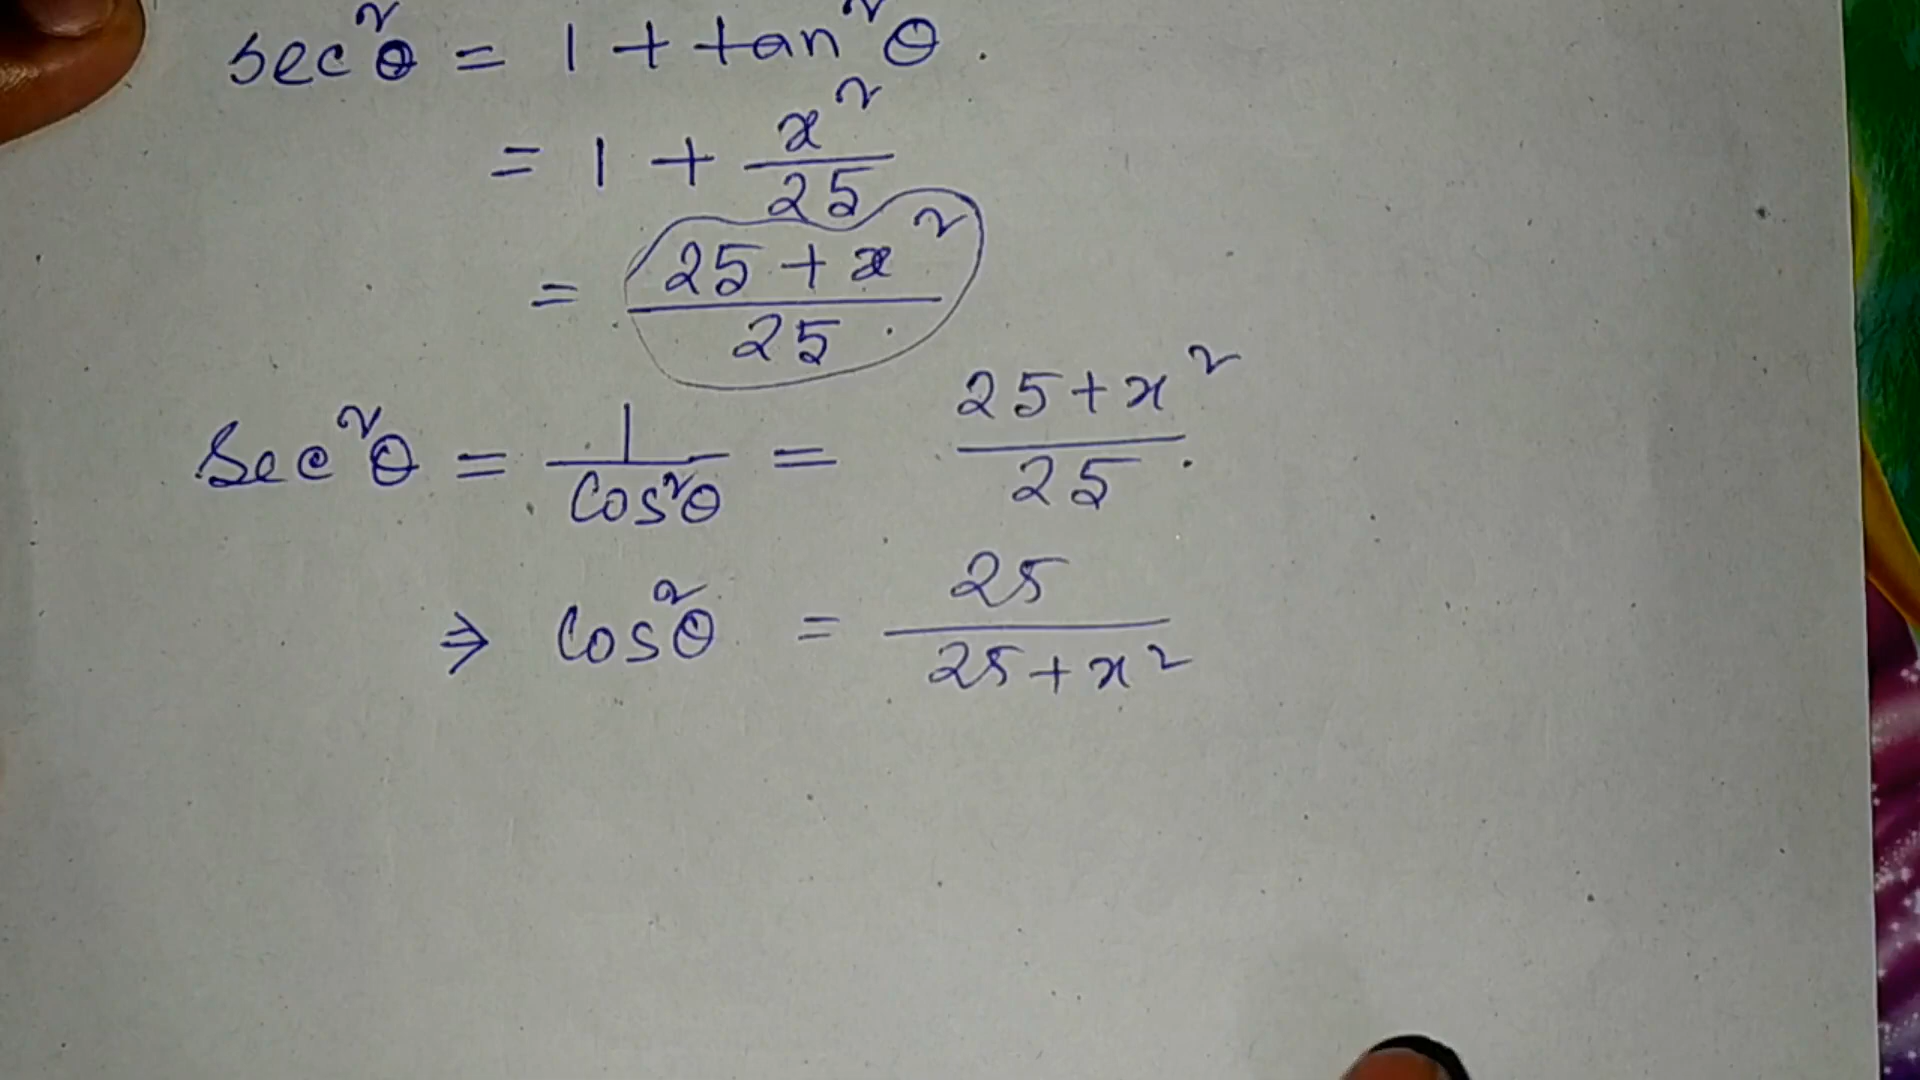 sec²θ = 1 + tan²θ.
= 1 + x²/25
= (25 + x²)/25
Sec²θ = 1/Cos²θ = (25+x²)/25.
⇒ Cos²θ = 25/(25+x²)